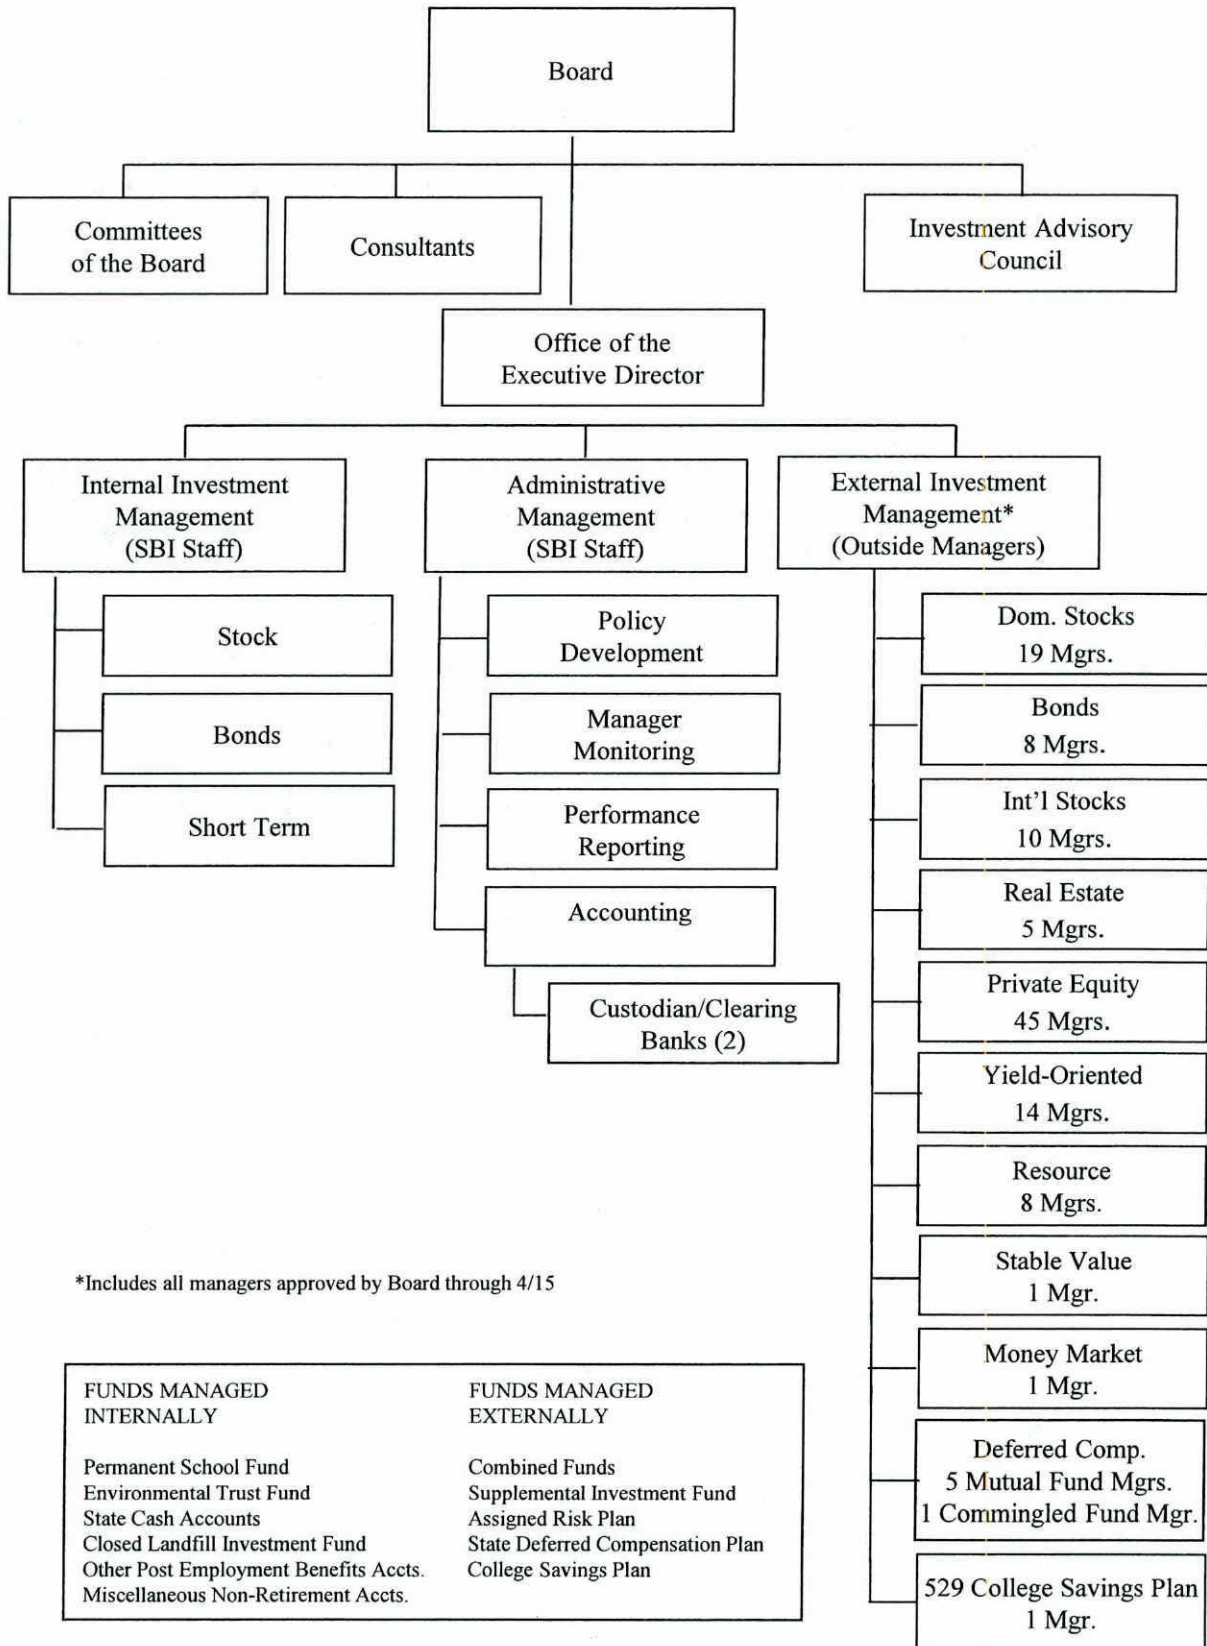 Board
Committees
of the Board
Consultants
Investment Advisory
Council
Office of the
Executive Director
Internal Investment
Management
(SBI Staff)
Administrative
Management
(SBI Staff)
External Investment
Management*
(Outside Managers)
Stock
Bonds
Short Term
Policy
Development
Manager
Monitoring
Performance
Reporting
Accounting
Custodian/Clearing
Banks (2)
Dom. Stocks
19 Mgrs.
Bonds
8 Mgrs.
Int'l Stocks
10 Mgrs.
Real Estate
5 Mgrs.
Private Equity
45 Mgrs.
Yield-Oriented
14 Mgrs.
Resource
8 Mgrs.
Stable Value
1 Mgr.
Money Market
1 Mgr.
Deferred Comp.
5 Mutual Fund Mgrs.
1 Commingled Fund Mgr.
529 College Savings Plan
1 Mgr.
*Includes all managers approved by Board through 4/15
FUNDS MANAGED
INTERNALLY
Permanent School Fund
Environmental Trust Fund
State Cash Accounts
Closed Landfill Investment Fund
Other Post Employment Benefits Accts.
Miscellaneous Non-Retirement Accts.
FUNDS MANAGED
EXTERNALLY
Combined Funds
Supplemental Investment Fund
Assigned Risk Plan
State Deferred Compensation Plan
College Savings Plan